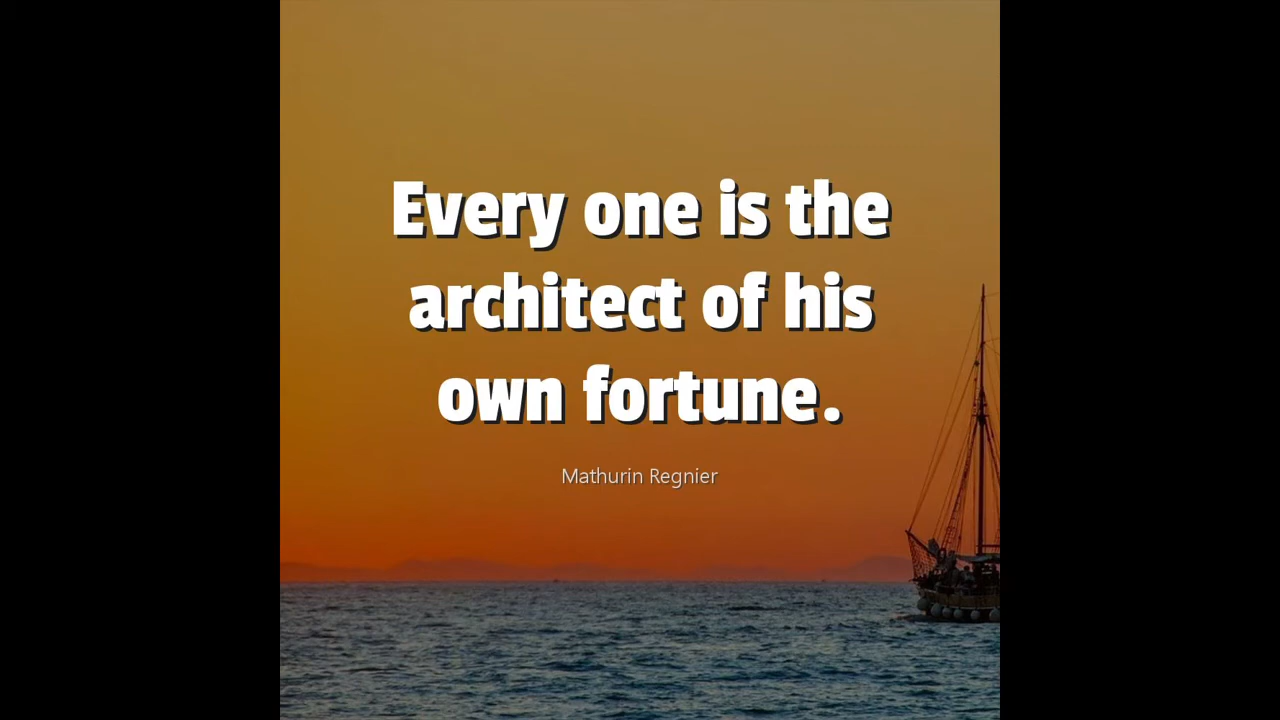 Every one is the
architect of his
own fortune.
Mathurin Regnier